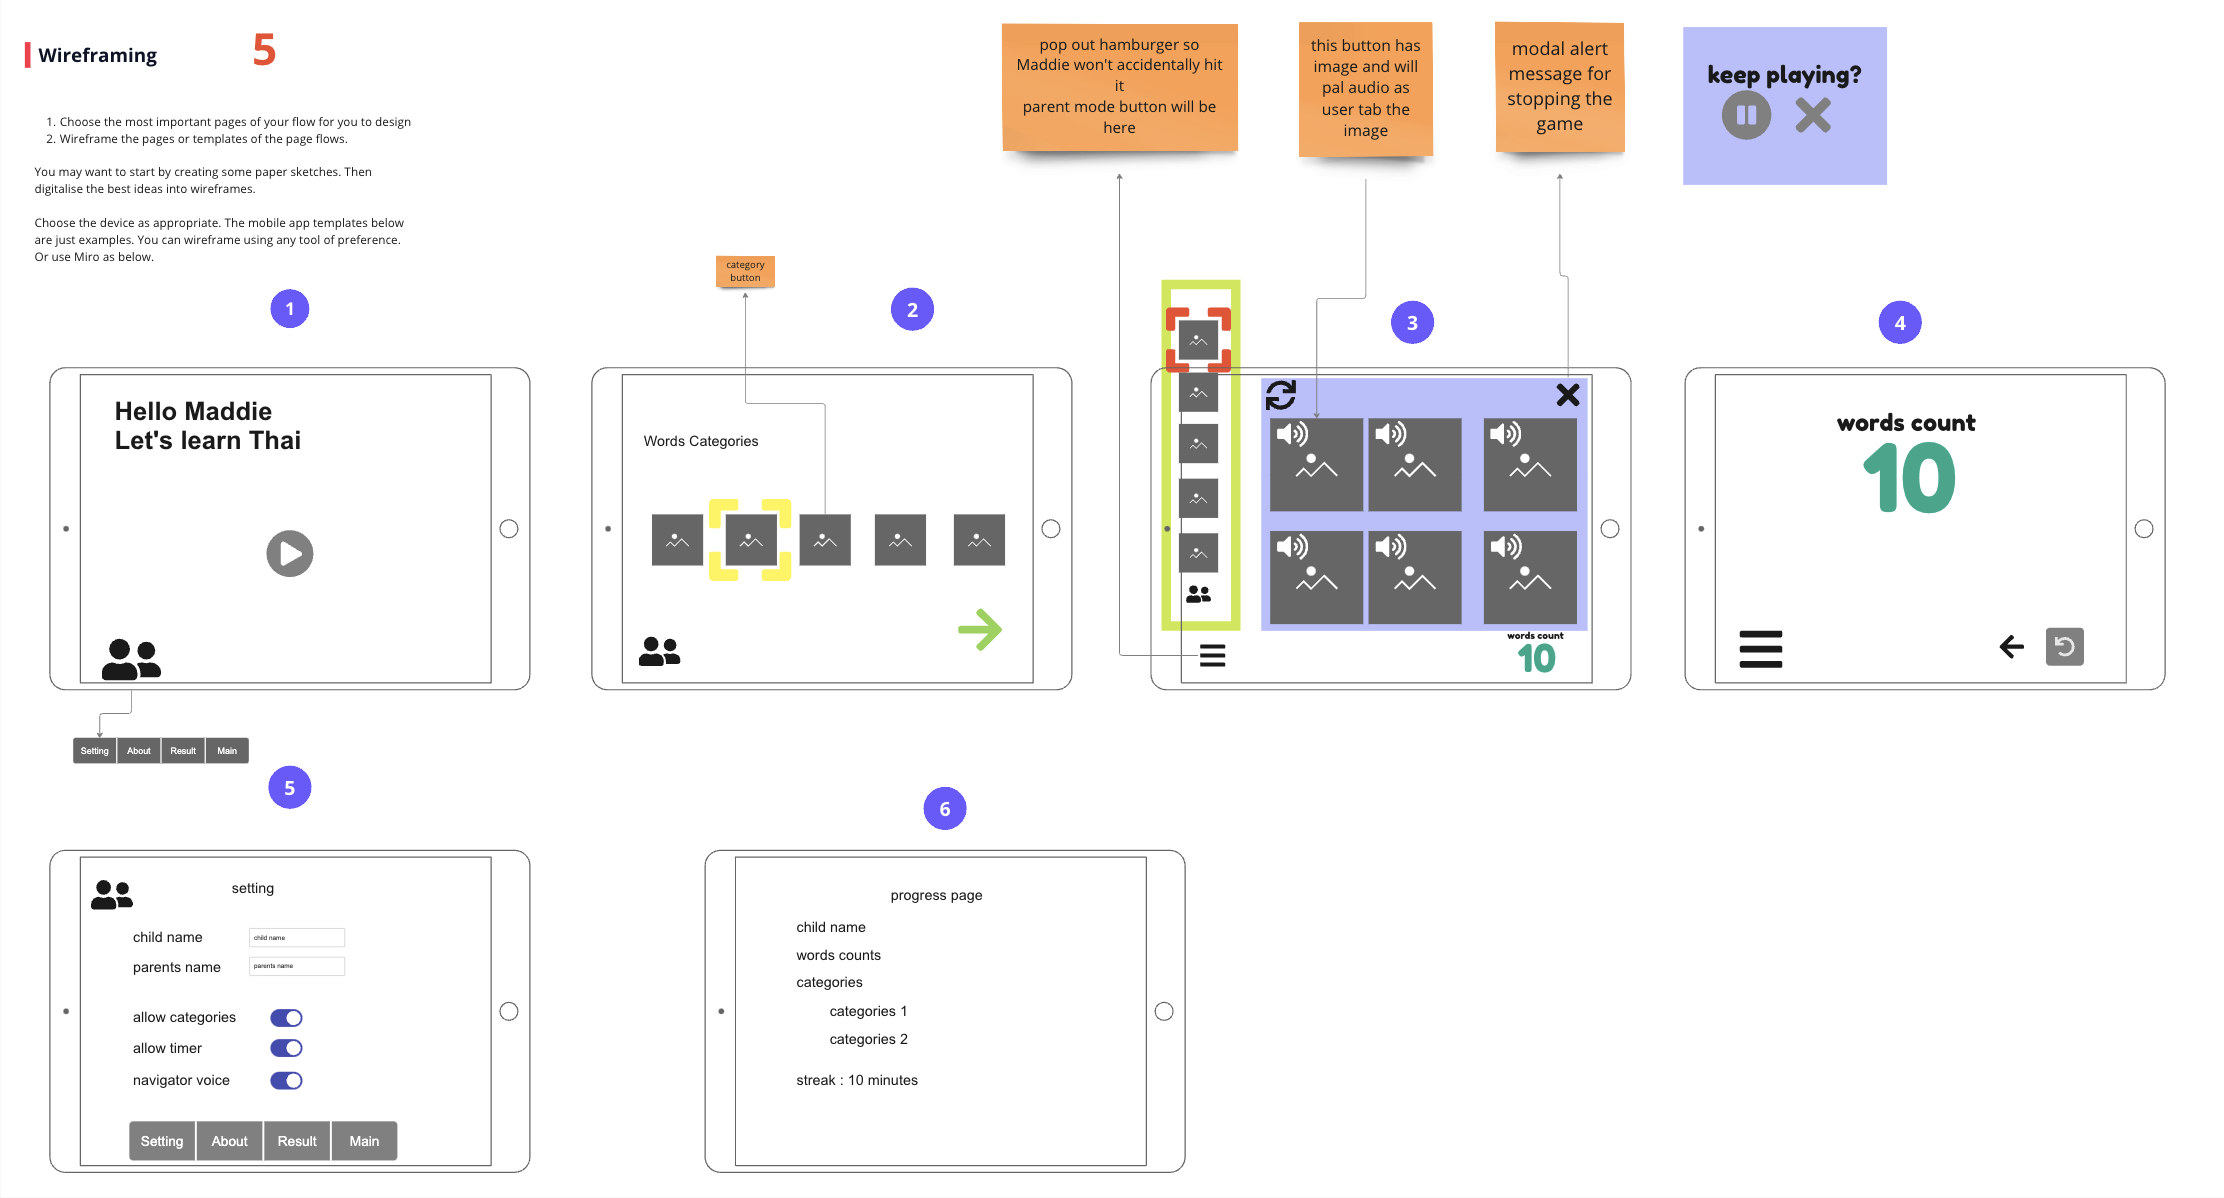 Wireframing
5
1. Choose the most important pages of your flow for you to design
2. Wireframe the pages or templates of the page flows.
You may want to start by creating some paper sketches. Then
digitalise the best ideas into wireframes.
Choose the device as appropriate. The mobile app templates below
are just examples. You can wireframe using any tool of preference.
Or use Miro as below.
pop out hamburger so
Maddie won't accidentally hit
it
parent mode button will be
here
this button has
image and will
pal audio as
user tab the
image
modal alert
message for
stopping the
game
keep playing?
category
button
1
2
3
4
Hello Maddie
Let's learn Thai
Words Categories
words count
10
words count
10
Setting
About
Result
Main
5
6
setting
child name
child name
parents name
parents name
allow categories
allow timer
navigator voice
Setting
About
Result
Main
progress page
child name
words counts
categories
categories 1
categories 2
streak : 10 minutes